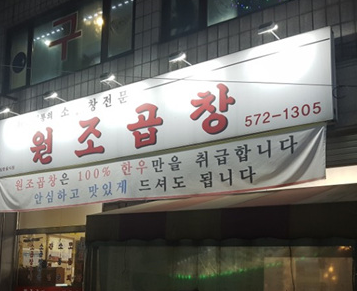 구
소 창전문
원조곱창
572-1305
원조곱창은 100% 한우만을 취급합니다
안심하고 맛있게 드셔도 됩니다